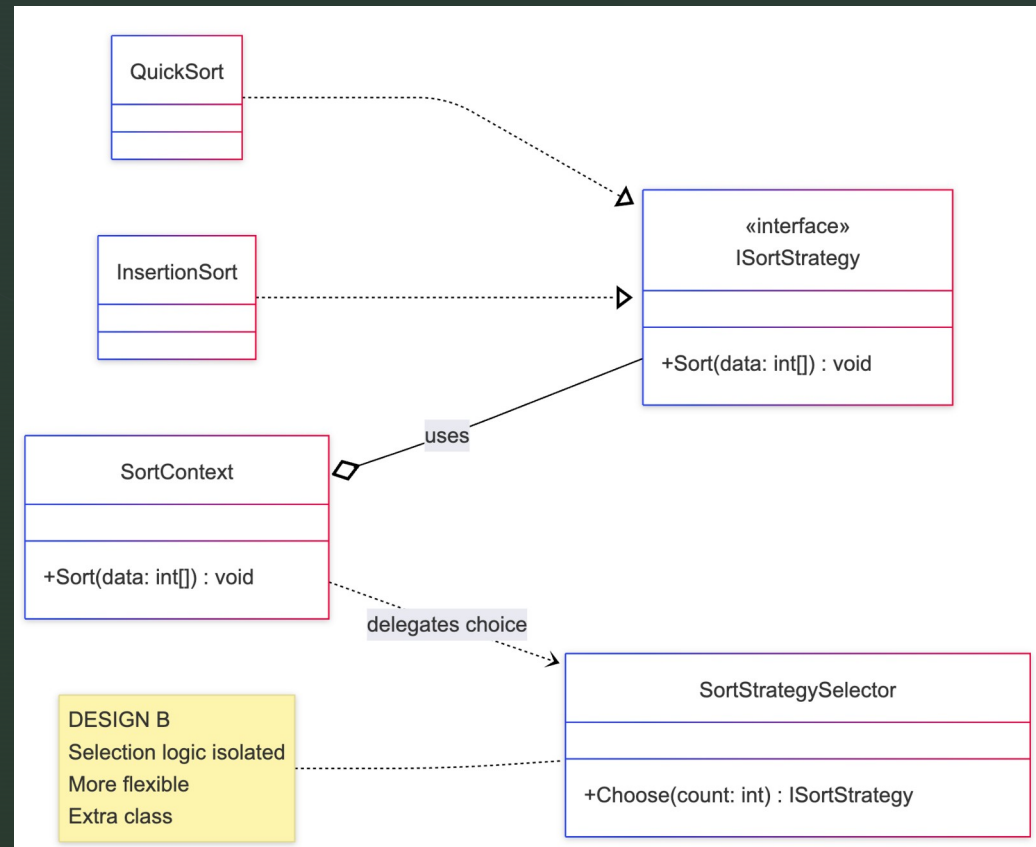 QuickSort
InsertionSort
«interface»
ISortStrategy
+Sort(data: int[]) : void
uses
SortContext
+Sort(data: int[]) : void
delegates choice
SortStrategySelector
+Choose(count: int) : ISortStrategy
DESIGN B
Selection logic isolated
More flexible
Extra class